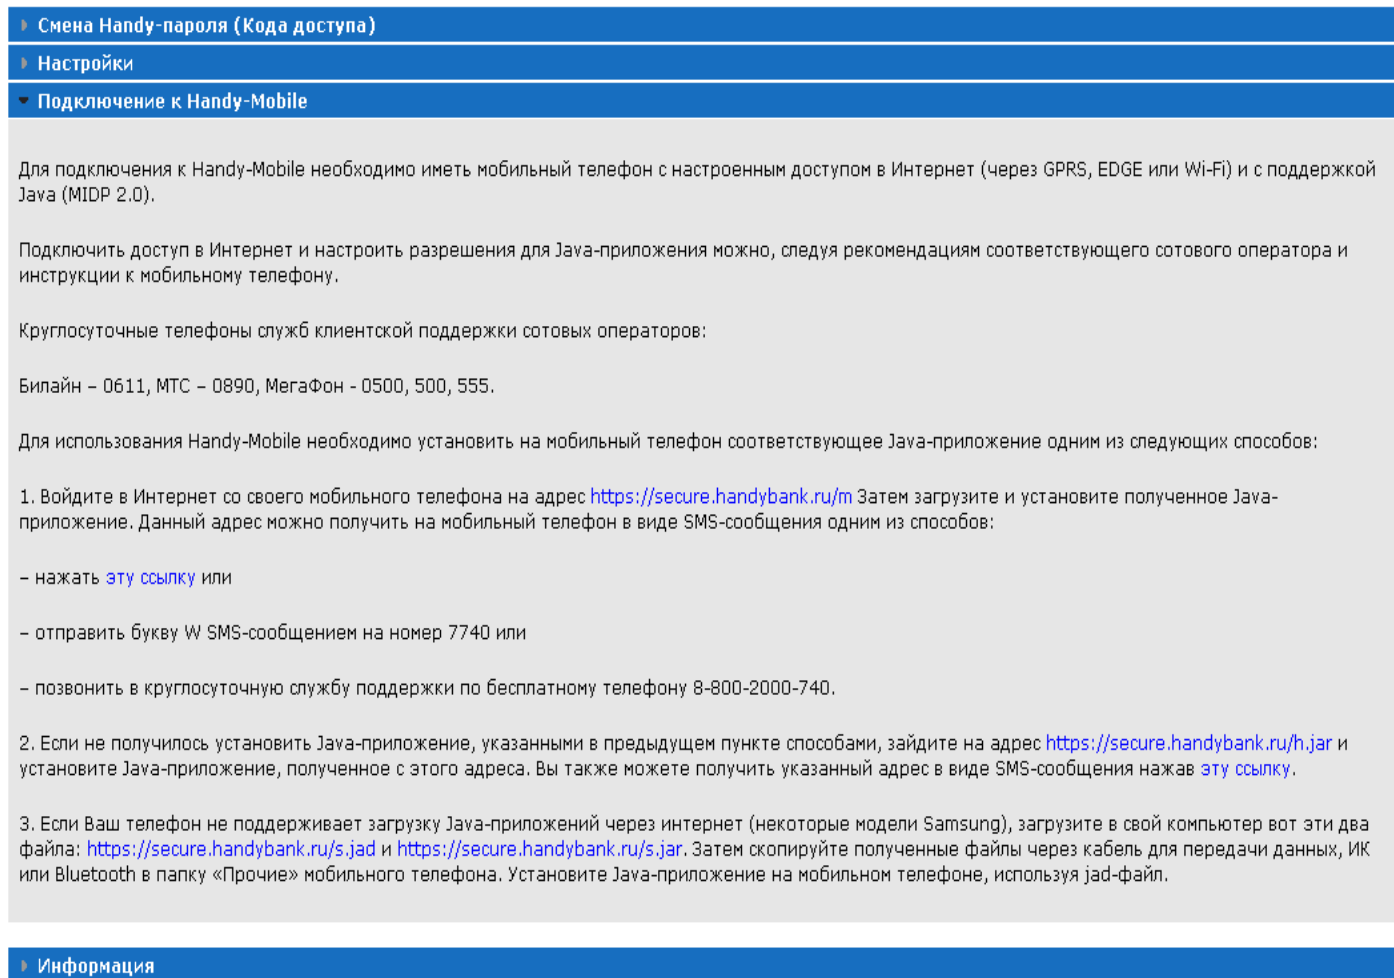 Смена Handy-пароля (Кода доступа)
Настройки
Подключение к Handy-Mobile
Для подключения к Handy-Mobile необходимо иметь мобильный телефон с настроенным доступом в Интернет (через GPRS, EDGE или Wi-Fi) и с поддержкой
Java (MIDP 2.0).
Подключить доступ в Интернет и настроить разрешения для Java-приложения можно, следуя рекомендациям соответствующего сотового оператора и
инструкции к мобильному телефону.
Круглосуточные телефоны служб клиентской поддержки сотовых операторов:
Билайн – 0611, МТС – 0890, МегаФон - 0500, 500, 555.
Для использования Handy-Mobile необходимо установить на мобильный телефон соответствующее Java-приложение одним из следующих способов:
1. Войдите в Интернет со своего мобильного телефона на адрес https://secure.handybank.ru/m Затем загрузите и установите полученное Java-
приложение. Данный адрес можно получить на мобильный телефон в виде SMS-сообщения одним из способов:
– нажать эту ссылку или
– отправить букву W SMS-сообщением на номер 7740 или
– позвонить в круглосуточную службу поддержки по бесплатному телефону 8-800-2000-740.
2. Если не получилось установить Java-приложение, указанными в предыдущем пункте способами, зайдите на адрес https://secure.handybank.ru/h.jar и
установите Java-приложение, полученное с этого адреса. Вы также можете получить указанный адрес в виде SMS-сообщения нажав эту ссылку.
3. Если Ваш телефон не поддерживает загрузку Java-приложений через интернет (некоторые модели Samsung), загрузите в свой компьютер вот эти два
файла: https://secure.handybank.ru/s.jad и https://secure.handybank.ru/s.jar. Затем скопируйте полученные файлы через кабель для передачи данных, ИК
или Bluetooth в папку «Прочие» мобильного телефона. Установите Java-приложение на мобильном телефоне, используя jad-файл.
Информация